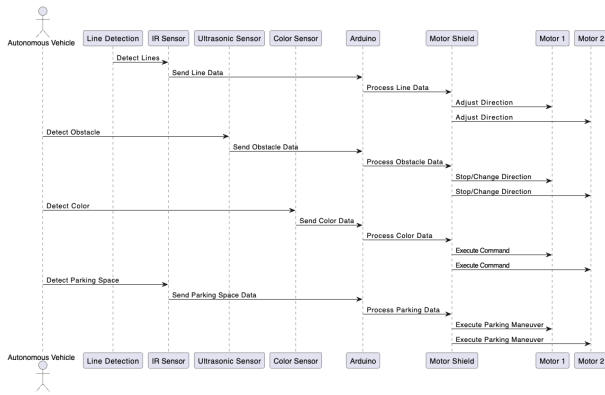 Autonomous Vehicle
Line Detection
IR Sensor
Ultrasonic Sensor
Color Sensor
Arduino
Motor Shield
Motor 1
Motor 2
Detect Lines
Send Line Data
Process Line Data
Adjust Direction
Adjust Direction
Detect Obstacle
Send Obstacle Data
Process Obstacle Data
Stop/Change Direction
Stop/Change Direction
Detect Color
Send Color Data
Process Color Data
Execute Command
Execute Command
Detect Parking Space
Send Parking Space Data
Process Parking Data
Execute Parking Maneuver
Execute Parking Maneuver
Autonomous Vehicle
Line Detection
IR Sensor
Ultrasonic Sensor
Color Sensor
Arduino
Motor Shield
Motor 1
Motor 2